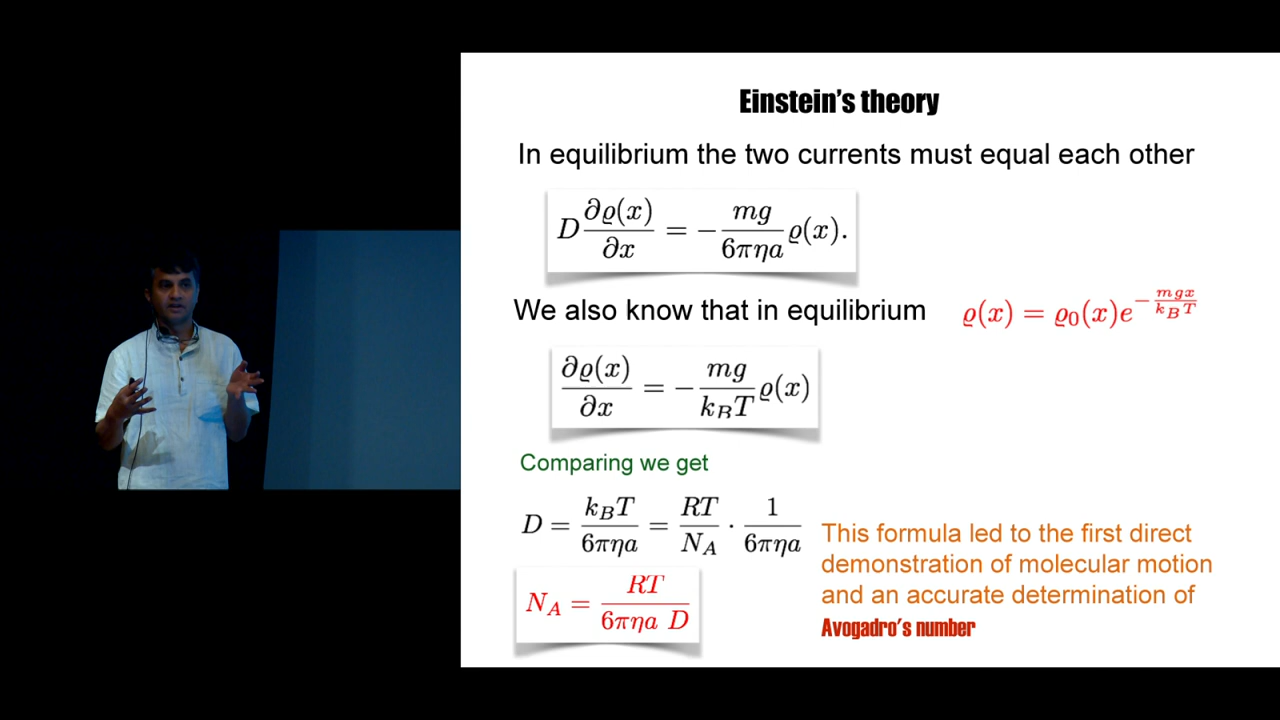 Einstein's theory
In equilibrium the two currents must equal each other
D ∂ϱ(x)/∂x = − mg/6πηa ϱ(x).
We also know that in equilibrium
ϱ(x) = ϱ₀(x)e^{−mgx/k_BT}
∂ϱ(x)/∂x = − mg/k_BT ϱ(x)
Comparing we get
D = k_BT/6πηa = RT/N_A · 1/6πηa
N_A = RT/6πηa D
This formula led to the first direct
demonstration of molecular motion
and an accurate determination of
Avogadro's number